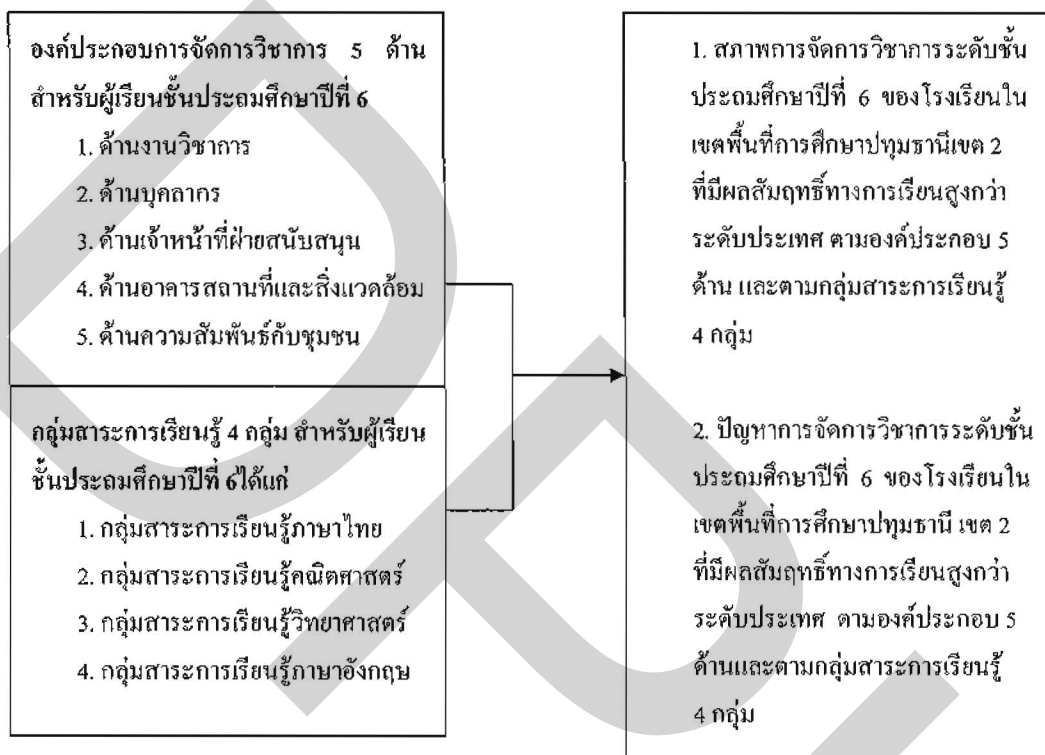 องค์ประกอบการจัดการวิชาการ 5 ด้าน
สำหรับผู้เรียนชั้นประถมศึกษาปีที่ 6
1. ด้านงานวิชาการ
2. ด้านบุคลากร
3. ด้านเจ้าหน้าที่ฝ่ายสนับสนุน
4. ด้านอาคารสถานที่และสิ่งแวดล้อม
5. ด้านความสัมพันธ์กับชุมชน
กลุ่มสาระการเรียนรู้ 4 กลุ่ม สำหรับผู้เรียน
ชั้นประถมศึกษาปีที่ 6ได้แก่
1. กลุ่มสาระการเรียนรู้ภาษาไทย
2. กลุ่มสาระการเรียนรู้คณิตศาสตร์
3. กลุ่มสาระการเรียนรู้วิทยาศาสตร์
4. กลุ่มสาระการเรียนรู้ภาษาอังกฤษ
1. สภาพการจัดการวิชาการระดับชั้น
ประถมศึกษาปีที่ 6 ของโรงเรียนใน
เขตพื้นที่การศึกษาปทุมธานีเขต 2
ที่มีผลสัมฤทธิ์ทางการเรียนสูงกว่า
ระดับประเทศ ตามองค์ประกอบ 5
ด้าน และตามกลุ่มสาระการเรียนรู้
4 กลุ่ม
2. ปัญหาการจัดการวิชาการระดับชั้น
ประถมศึกษาปีที่ 6 ของโรงเรียนใน
เขตพื้นที่การศึกษาปทุมธานี เขต 2
ที่มีผลสัมฤทธิ์ทางการเรียนสูงกว่า
ระดับประเทศ ตามองค์ประกอบ 5
ด้านและตามกลุ่มสาระการเรียนรู้
4 กลุ่ม